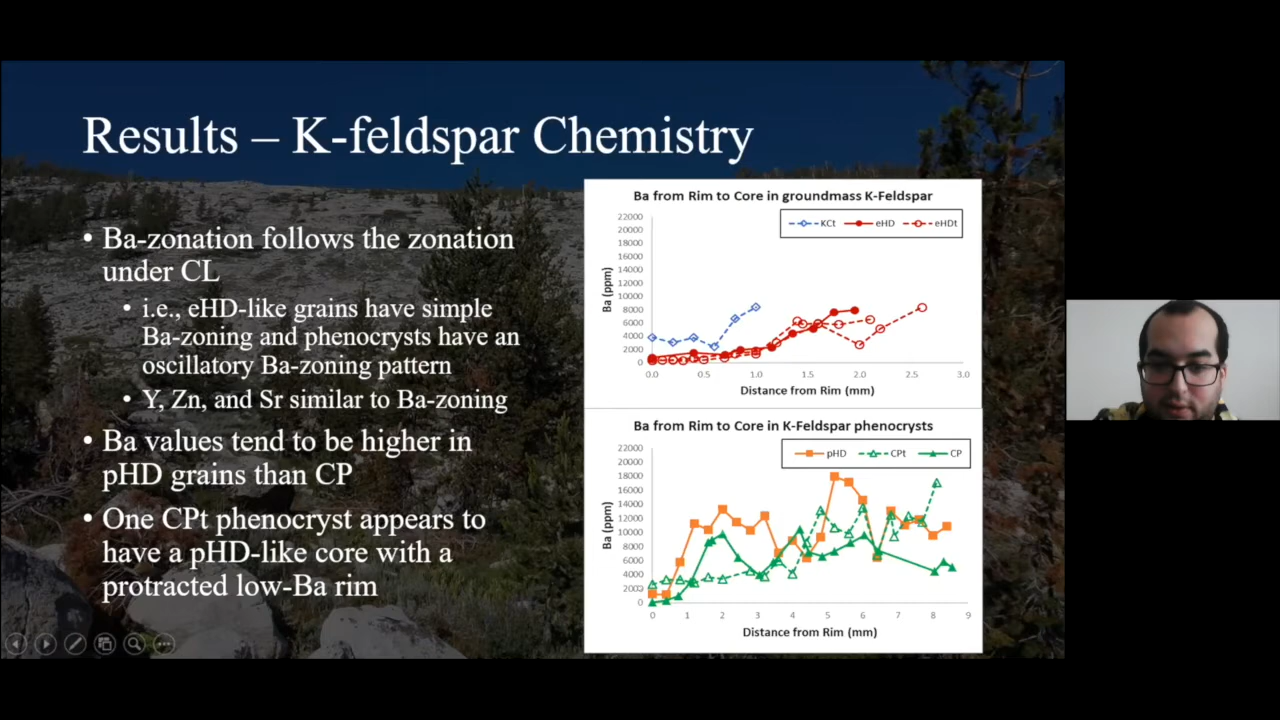 Results – K-feldspar Chemistry
• Ba-zonation follows the zonation
under CL
• i.e., eHD-like grains have simple
Ba-zoning and phenocrysts have an
oscillatory Ba-zoning pattern
• Y, Zn, and Sr similar to Ba-zoning
• Ba values tend to be higher in
pHD grains than CP
• One CPt phenocryst appears to
have a pHD-like core with a
protracted low-Ba rim
Ba from Rim to Core in groundmass K-Feldspar
KCt eHD eHDt
Ba (ppm)
22000
20000
18000
16000
14000
12000
10000
8000
6000
4000
2000
0
0.0 0.5 1.0 1.5 2.0 2.5 3.0
Distance from Rim (mm)
Ba from Rim to Core in K-Feldspar phenocrysts
pHD CPt CP
Ba (ppm)
22000
20000
18000
16000
14000
12000
10000
8000
6000
4000
2000
0
0 1 2 3 4 5 6 7 8 9
Distance from Rim (mm)